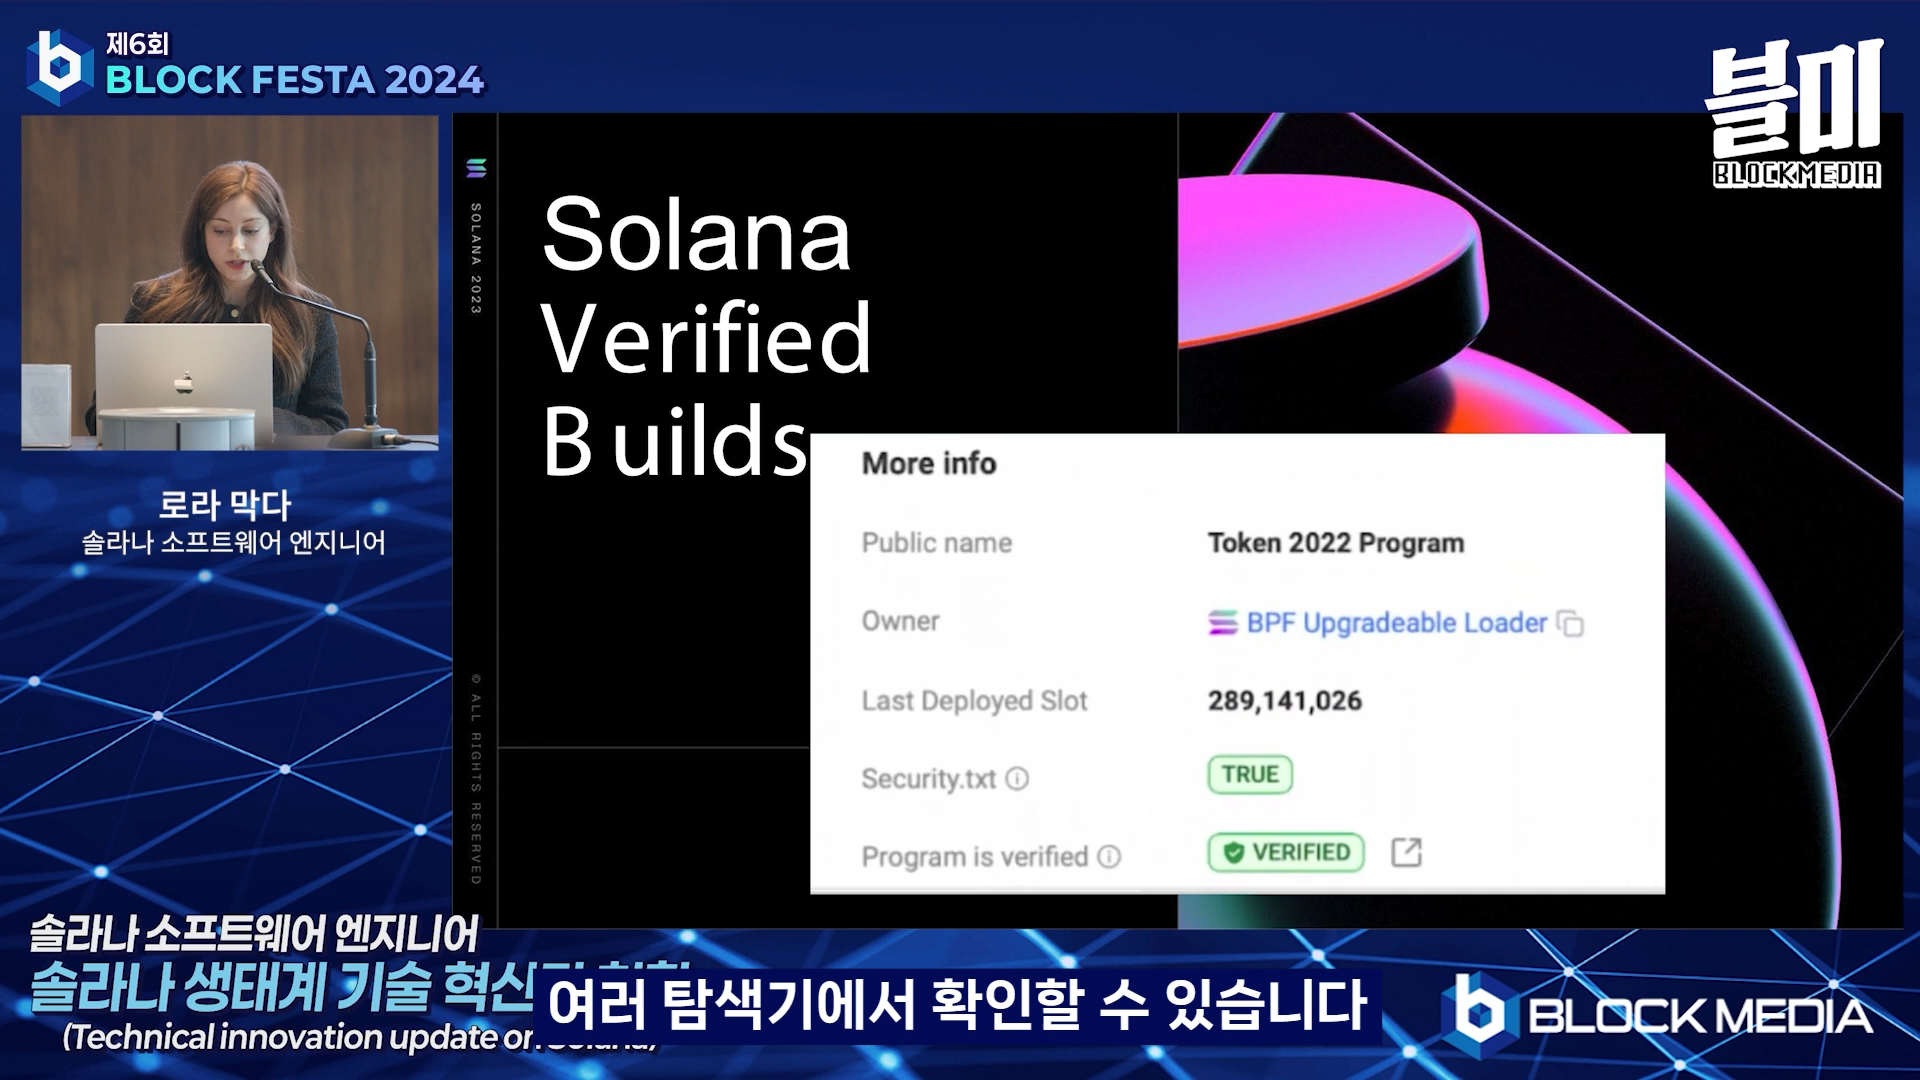 제6회
BLOCK FESTA 2024
블미
BLOCKMEDIA
로라 막다
솔라나 소프트웨어 엔지니어
SOLANA 2023
© ALL RIGHTS RESERVED
Solana
Verified
Builds
More info
Public name Token 2022 Program
Owner BPF Upgradeable Loader
Last Deployed Slot 289,141,026
Security.txt TRUE
Program is verified VERIFIED
솔라나 소프트웨어 엔지니어
솔라나 생태계 기술 혁신
(Technical innovation update on Solana)
여러 탐색기에서 확인할 수 있습니다
BLOCK MEDIA